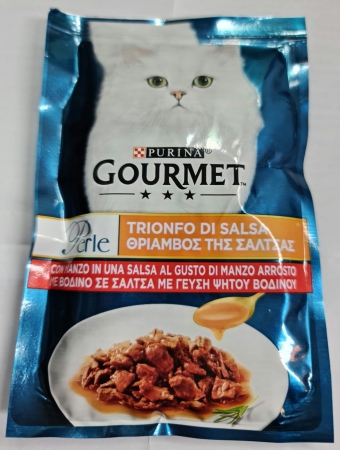 PURINA®
GOURMET™
Perle
TRIONFO DI SALSA
ΘΡΙΑΜΒΟΣ ΤΗΣ ΣΑΛΤΣΑΣ
CON MANZO IN UNA SALSA AL GUSTO DI MANZO ARROSTO
ΜΕ ΒΟΔΙΝΟ ΣΕ ΣΑΛΤΣΑ ΜΕ ΓΕΥΣΗ ΨΗΤΟΥ ΒΟΔΙΝΟΥ